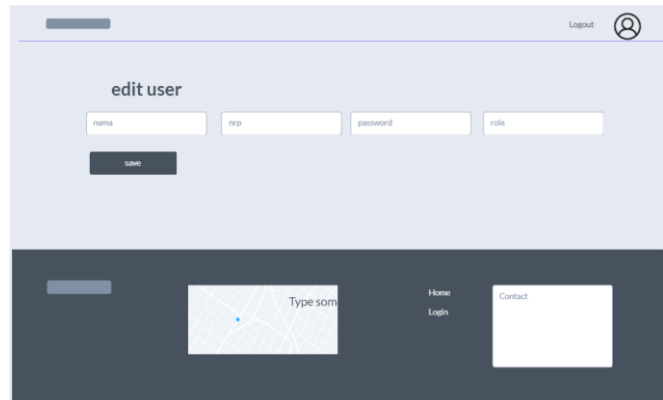 Logout
edit user
nama
nrp
password
role
save
Type som
Home
Login
Contact